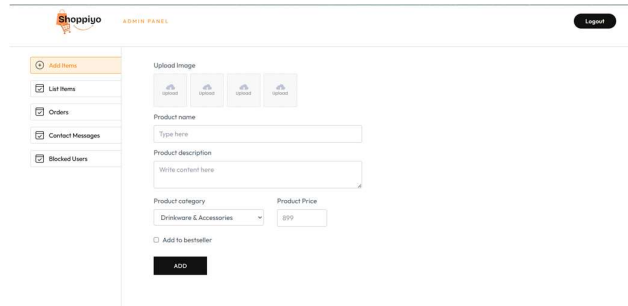 Shoppiyo
ADMIN PANEL
Logout
Add Items
List Items
Orders
Contact Messages
Blocked Users
Upload Image
Upload Upload Upload Upload
Product name
Type here
Product description
Write content here
Product category Product Price
Drinkware & Accessories 899
Add to bestseller
ADD